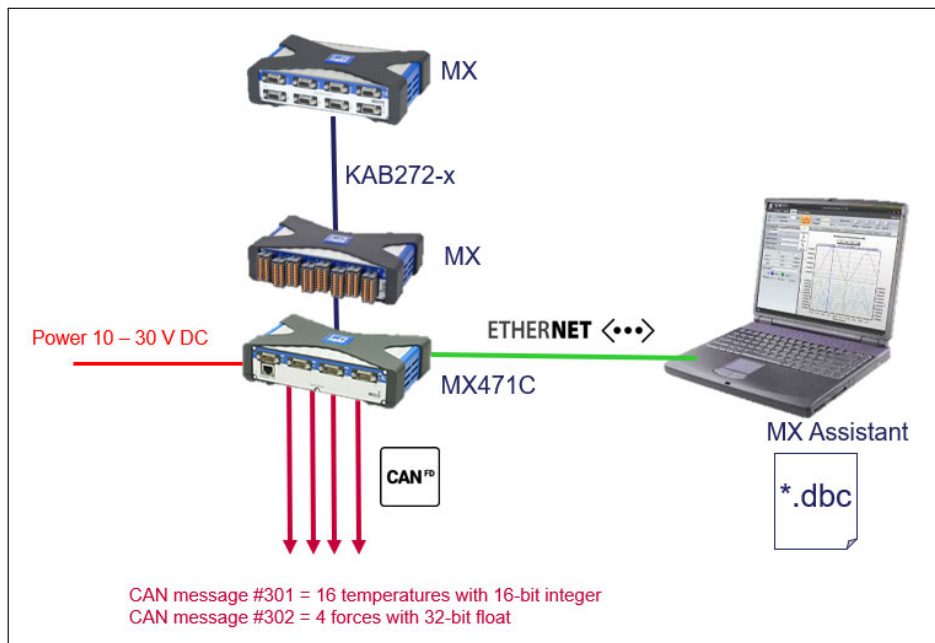 MX
KAB272-x
MX
Power 10 – 30 V DC
ETHERNET
MX471C
MX Assistant
CAN FD
*.dbc
CAN message #301 = 16 temperatures with 16-bit integer
CAN message #302 = 4 forces with 32-bit float